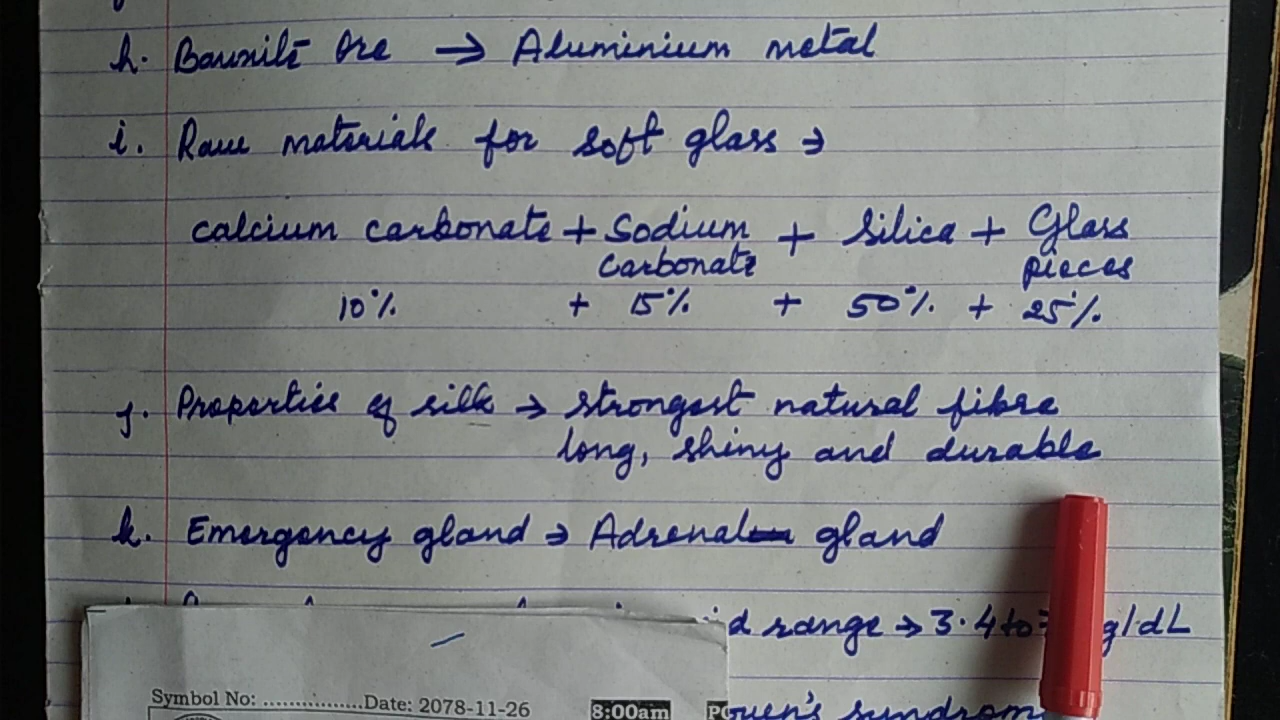 h. Bauxite Ore → Aluminium metal
i. Raw materials for soft glass →
calcium carbonate + Sodium carbonate + Silica + Glass pieces
10% + 15% + 50% + 25%
j. Properties of silk → strongest natural fibre
long, shiny and durable
k. Emergency gland → Adrenal gland
range → 3.4 to g/dL
Symbol No: ................Date: 2078-11-26 8:00am
syndrom